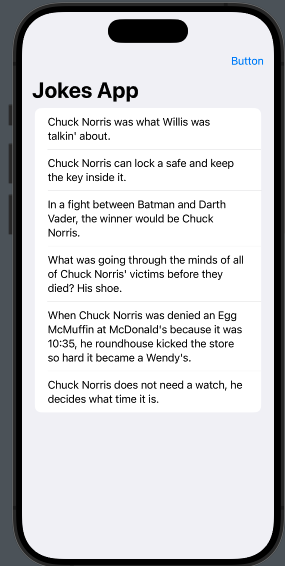 Button
Jokes App
Chuck Norris was what Willis was
talkin' about.
Chuck Norris can lock a safe and keep
the key inside it.
In a fight between Batman and Darth
Vader, the winner would be Chuck
Norris.
What was going through the minds of all
of Chuck Norris' victims before they
died? His shoe.
When Chuck Norris was denied an Egg
McMuffin at McDonald's because it was
10:35, he roundhouse kicked the store
so hard it became a Wendy's.
Chuck Norris does not need a watch, he
decides what time it is.